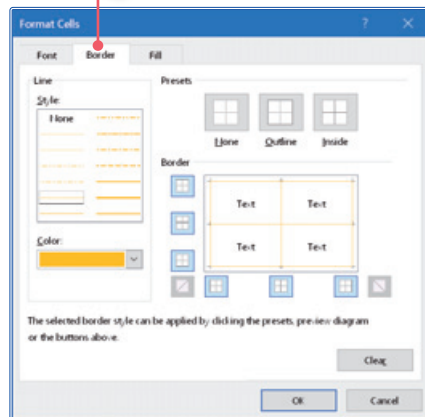 Format Cells ? ×
Font Border Fill
Line Presets
Style:
None
None Outline Inside
Border
Text Text
Text Text
Color:
The selected border style can be applied by clicking the presets, preview diagram
or the buttons above.
Clear
OK Cancel